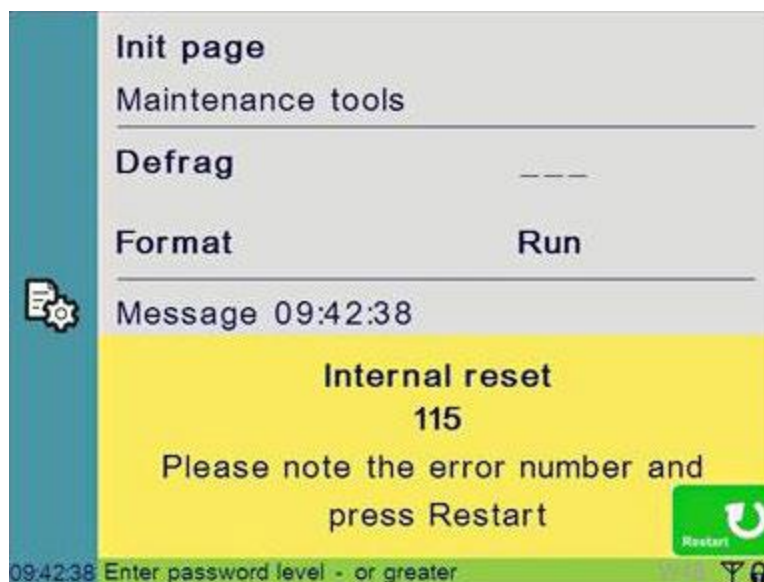 Init page
Maintenance tools
Defrag ___
Format Run
Message 09:42:38
Internal reset
115
Please note the error number and
press Restart
Restart
09:42:38 Enter password level - or greater